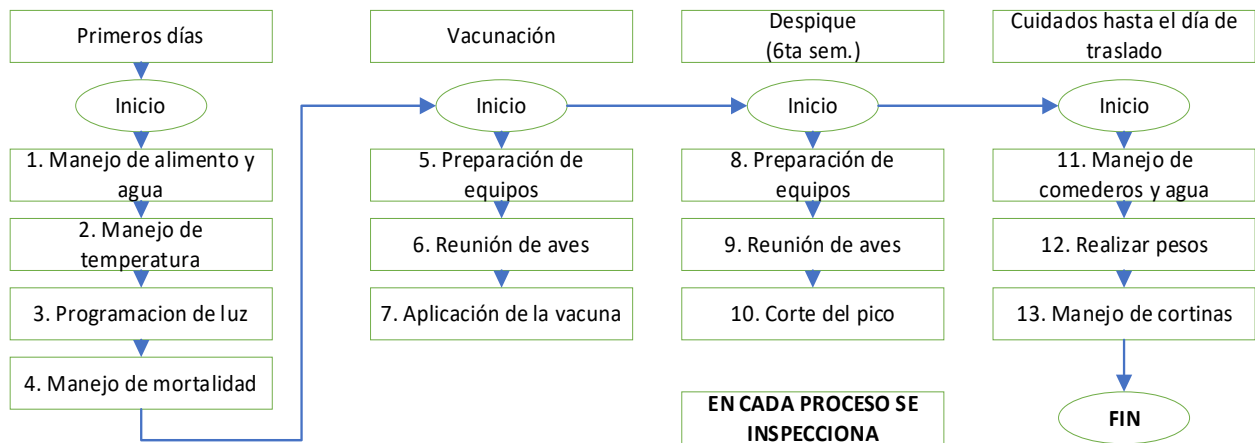 Primeros días
Inicio
1. Manejo de alimento y
agua
2. Manejo de
temperatura
3. Programacion de luz
4. Manejo de mortalidad
Vacunación
Inicio
5. Preparación de
equipos
6. Reunión de aves
7. Aplicación de la vacuna
Despique
(6ta sem.)
Inicio
8. Preparación de
equipos
9. Reunión de aves
10. Corte del pico
EN CADA PROCESO SE
INSPECCIONA
Cuidados hasta el día de
traslado
Inicio
11. Manejo de
comederos y agua
12. Realizar pesos
13. Manejo de cortinas
FIN